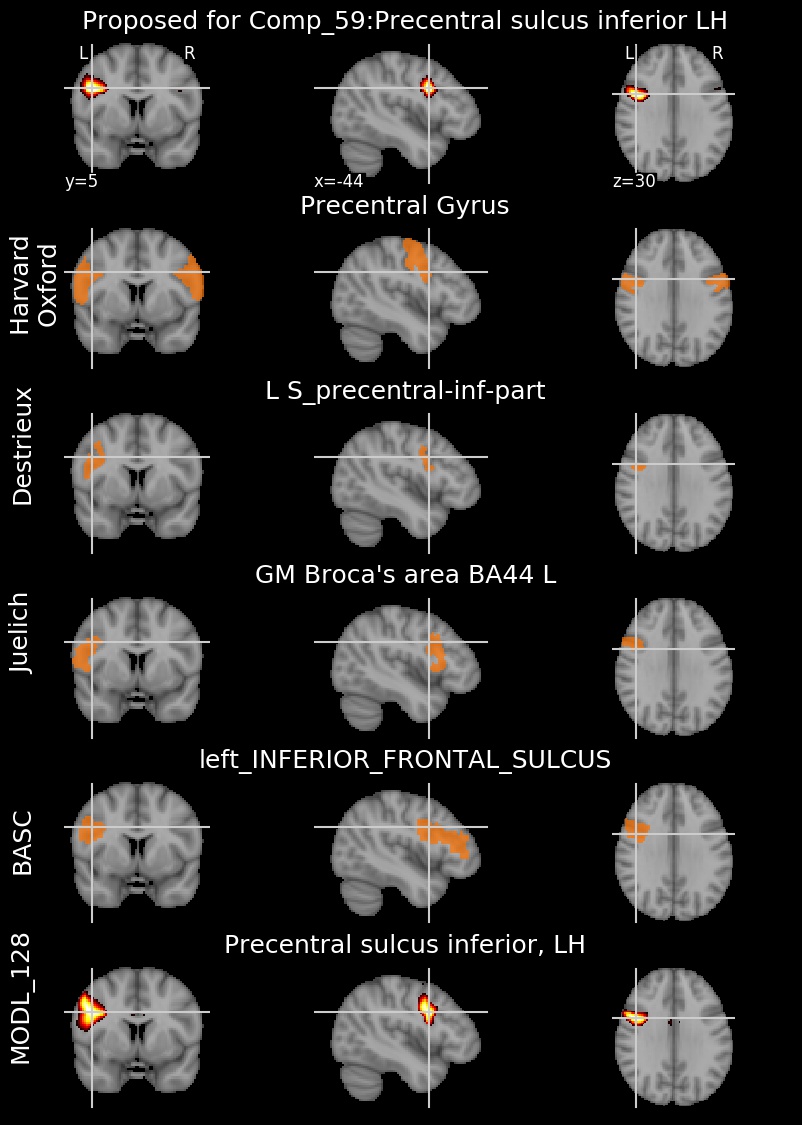 Proposed for Comp_59:Precentral sulcus inferior LH
L R
L R
y=5
x=-44
z=30
Precentral Gyrus
Harvard
Oxford
L S_precentral-inf-part
Destrieux
GM Broca's area BA44 L
Juelich
left_INFERIOR_FRONTAL_SULCUS
BASC
Precentral sulcus inferior, LH
MODL_128